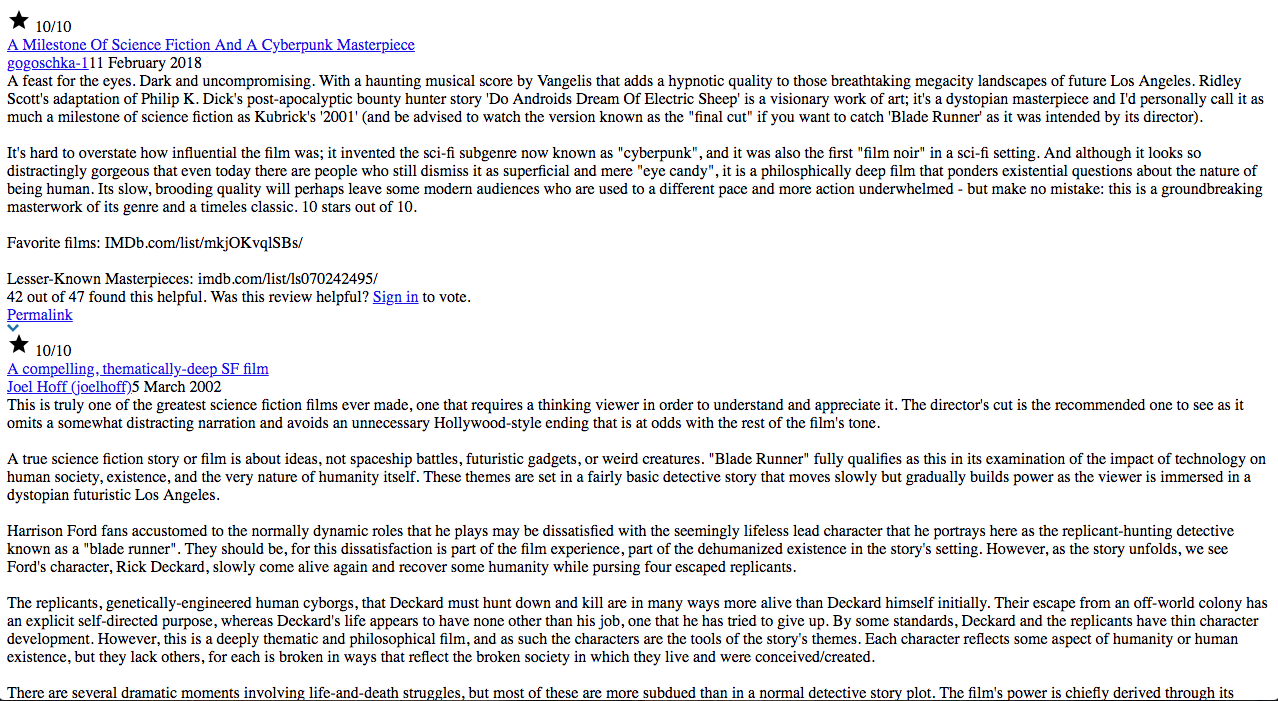 10/10
A Milestone Of Science Fiction And A Cyberpunk Masterpiece
gogoschka-111 February 2018
A feast for the eyes. Dark and uncompromising. With a haunting musical score by Vangelis that adds a hypnotic quality to those breathtaking megacity landscapes of future Los Angeles. Ridley
Scott's adaptation of Philip K. Dick's post-apocalyptic bounty hunter story 'Do Androids Dream Of Electric Sheep' is a visionary work of art; it's a dystopian masterpiece and I'd personally call it as
much a milestone of science fiction as Kubrick's '2001' (and be advised to watch the version known as the "final cut" if you want to catch 'Blade Runner' as it was intended by its director).
It's hard to overstate how influential the film was; it invented the sci-fi subgenre now known as "cyberpunk", and it was also the first "film noir" in a sci-fi setting. And although it looks so
distractingly gorgeous that even today there are people who still dismiss it as superficial and mere "eye candy", it is a philosphically deep film that ponders existential questions about the nature of
being human. Its slow, brooding quality will perhaps leave some modern audiences who are used to a different pace and more action underwhelmed - but make no mistake: this is a groundbreaking
masterwork of its genre and a timeles classic. 10 stars out of 10.
Favorite films: IMDb.com/list/mkjOKvqlSBs/
Lesser-Known Masterpieces: imdb.com/list/ls070242495/
42 out of 47 found this helpful. Was this review helpful? Sign in to vote.
Permalink
10/10
A compelling, thematically-deep SF film
Joel Hoff (joelhoff)5 March 2002
This is truly one of the greatest science fiction films ever made, one that requires a thinking viewer in order to understand and appreciate it. The director's cut is the recommended one to see as it
omits a somewhat distracting narration and avoids an unnecessary Hollywood-style ending that is at odds with the rest of the film's tone.
A true science fiction story or film is about ideas, not spaceship battles, futuristic gadgets, or weird creatures. "Blade Runner" fully qualifies as this in its examination of the impact of technology on
human society, existence, and the very nature of humanity itself. These themes are set in a fairly basic detective story that moves slowly but gradually builds power as the viewer is immersed in a
dystopian futuristic Los Angeles.
Harrison Ford fans accustomed to the normally dynamic roles that he plays may be dissatisfied with the seemingly lifeless lead character that he portrays here as the replicant-hunting detective
known as a "blade runner". They should be, for this dissatisfaction is part of the film experience, part of the dehumanized existence in the story's setting. However, as the story unfolds, we see
Ford's character, Rick Deckard, slowly come alive again and recover some humanity while pursing four escaped replicants.
The replicants, genetically-engineered human cyborgs, that Deckard must hunt down and kill are in many ways more alive than Deckard himself initially. Their escape from an off-world colony has
an explicit self-directed purpose, whereas Deckard's life appears to have none other than his job, one that he has tried to give up. By some standards, Deckard and the replicants have thin character
development. However, this is a deeply thematic and philosophical film, and as such the characters are the tools of the story's themes. Each character reflects some aspect of humanity or human
existence, but they lack others, for each is broken in ways that reflect the broken society in which they live and were conceived/created.
There are several dramatic moments involving life-and-death struggles, but most of these are more subdued than in a normal detective story plot. The film's power is chiefly derived through its